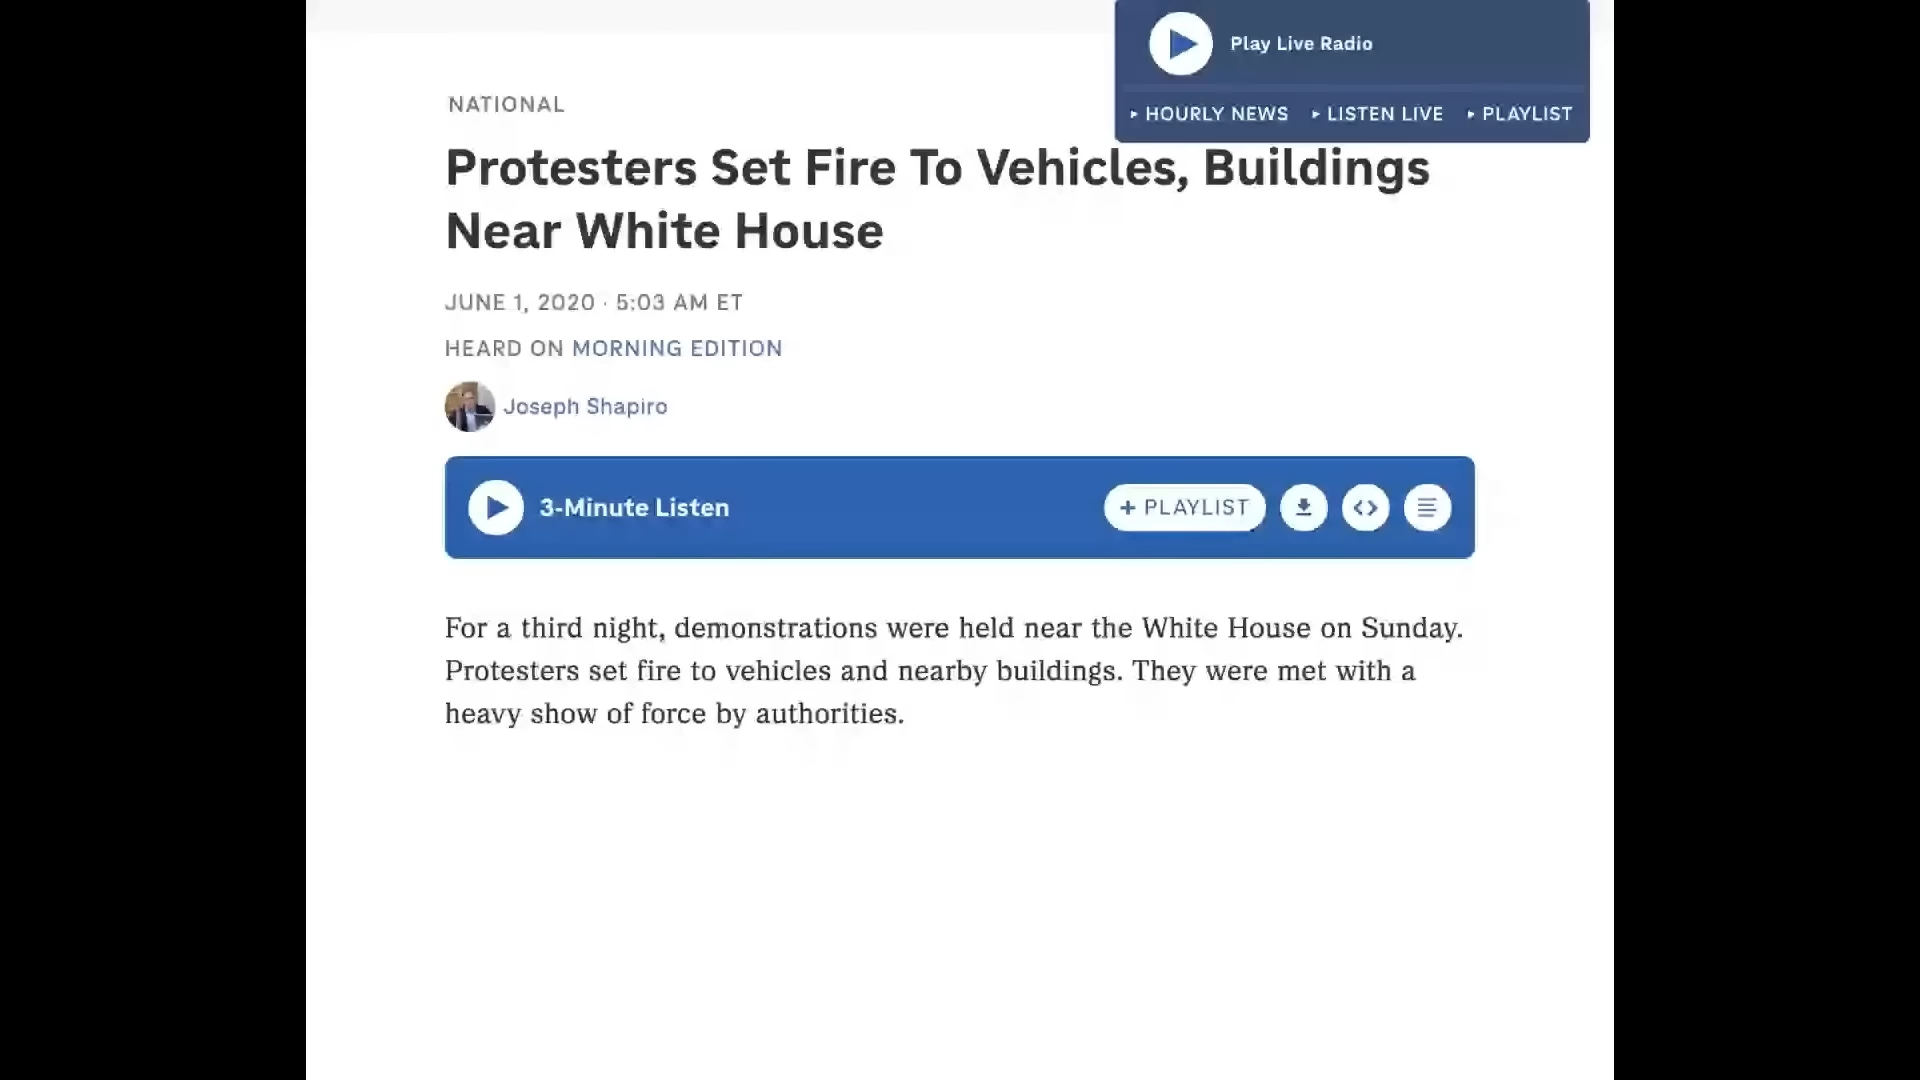 Play Live Radio
HOURLY NEWS LISTEN LIVE PLAYLIST
NATIONAL
Protesters Set Fire To Vehicles, Buildings
Near White House
JUNE 1, 2020 · 5:03 AM ET
HEARD ON MORNING EDITION
Joseph Shapiro
3-Minute Listen + PLAYLIST
For a third night, demonstrations were held near the White House on Sunday.
Protesters set fire to vehicles and nearby buildings. They were met with a
heavy show of force by authorities.